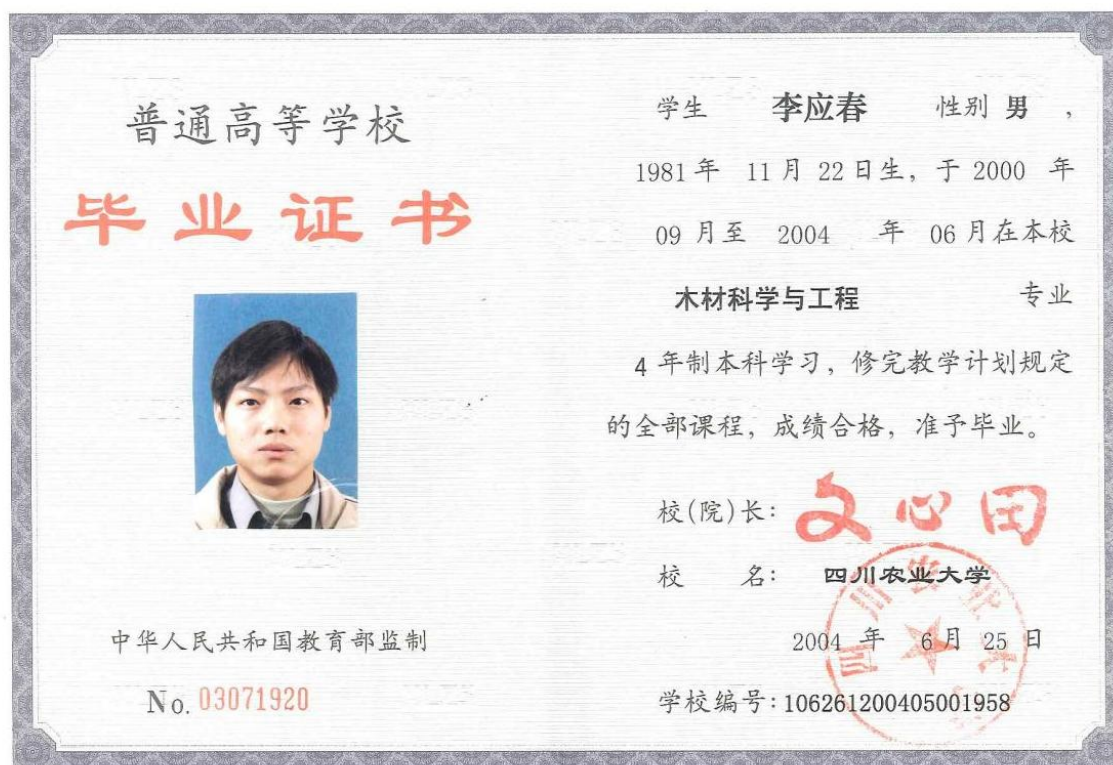 普通高等学校
毕业证书
中华人民共和国教育部监制
No. 03071920
学生 李应春 性别 男 ,
1981 年 11 月 22 日生, 于 2000 年
09 月至 2004 年 06 月在本校
木材科学与工程 专业
4 年制本科学习, 修完教学计划规定
的全部课程, 成绩合格, 准予毕业。
校(院)长: 文心田
校 名: 四川农业大学
2004 年 6 月 25 日
学校编号: 106261200405001958
四川农业大学